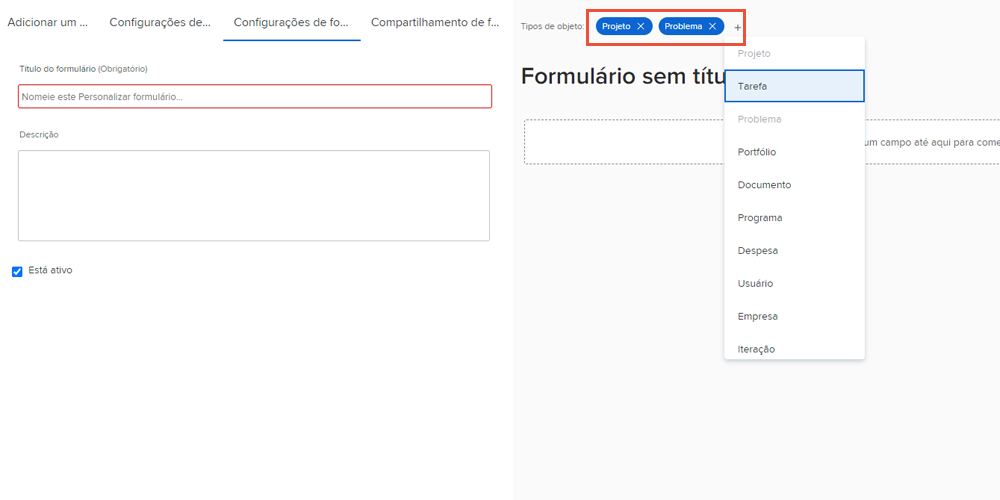 Adicionar um ...
Configurações de...
Configurações de fo...
Compartilhamento de f...
Título do formulário (Obrigatório)
Nomeie este Personalizar formulário...
Descrição
Está ativo
Tipos de objeto:
Projeto
Problema
Formulário sem títu
um campo até aqui para come
Projeto
Tarefa
Problema
Portfólio
Documento
Programa
Despesa
Usuário
Empresa
Iteração